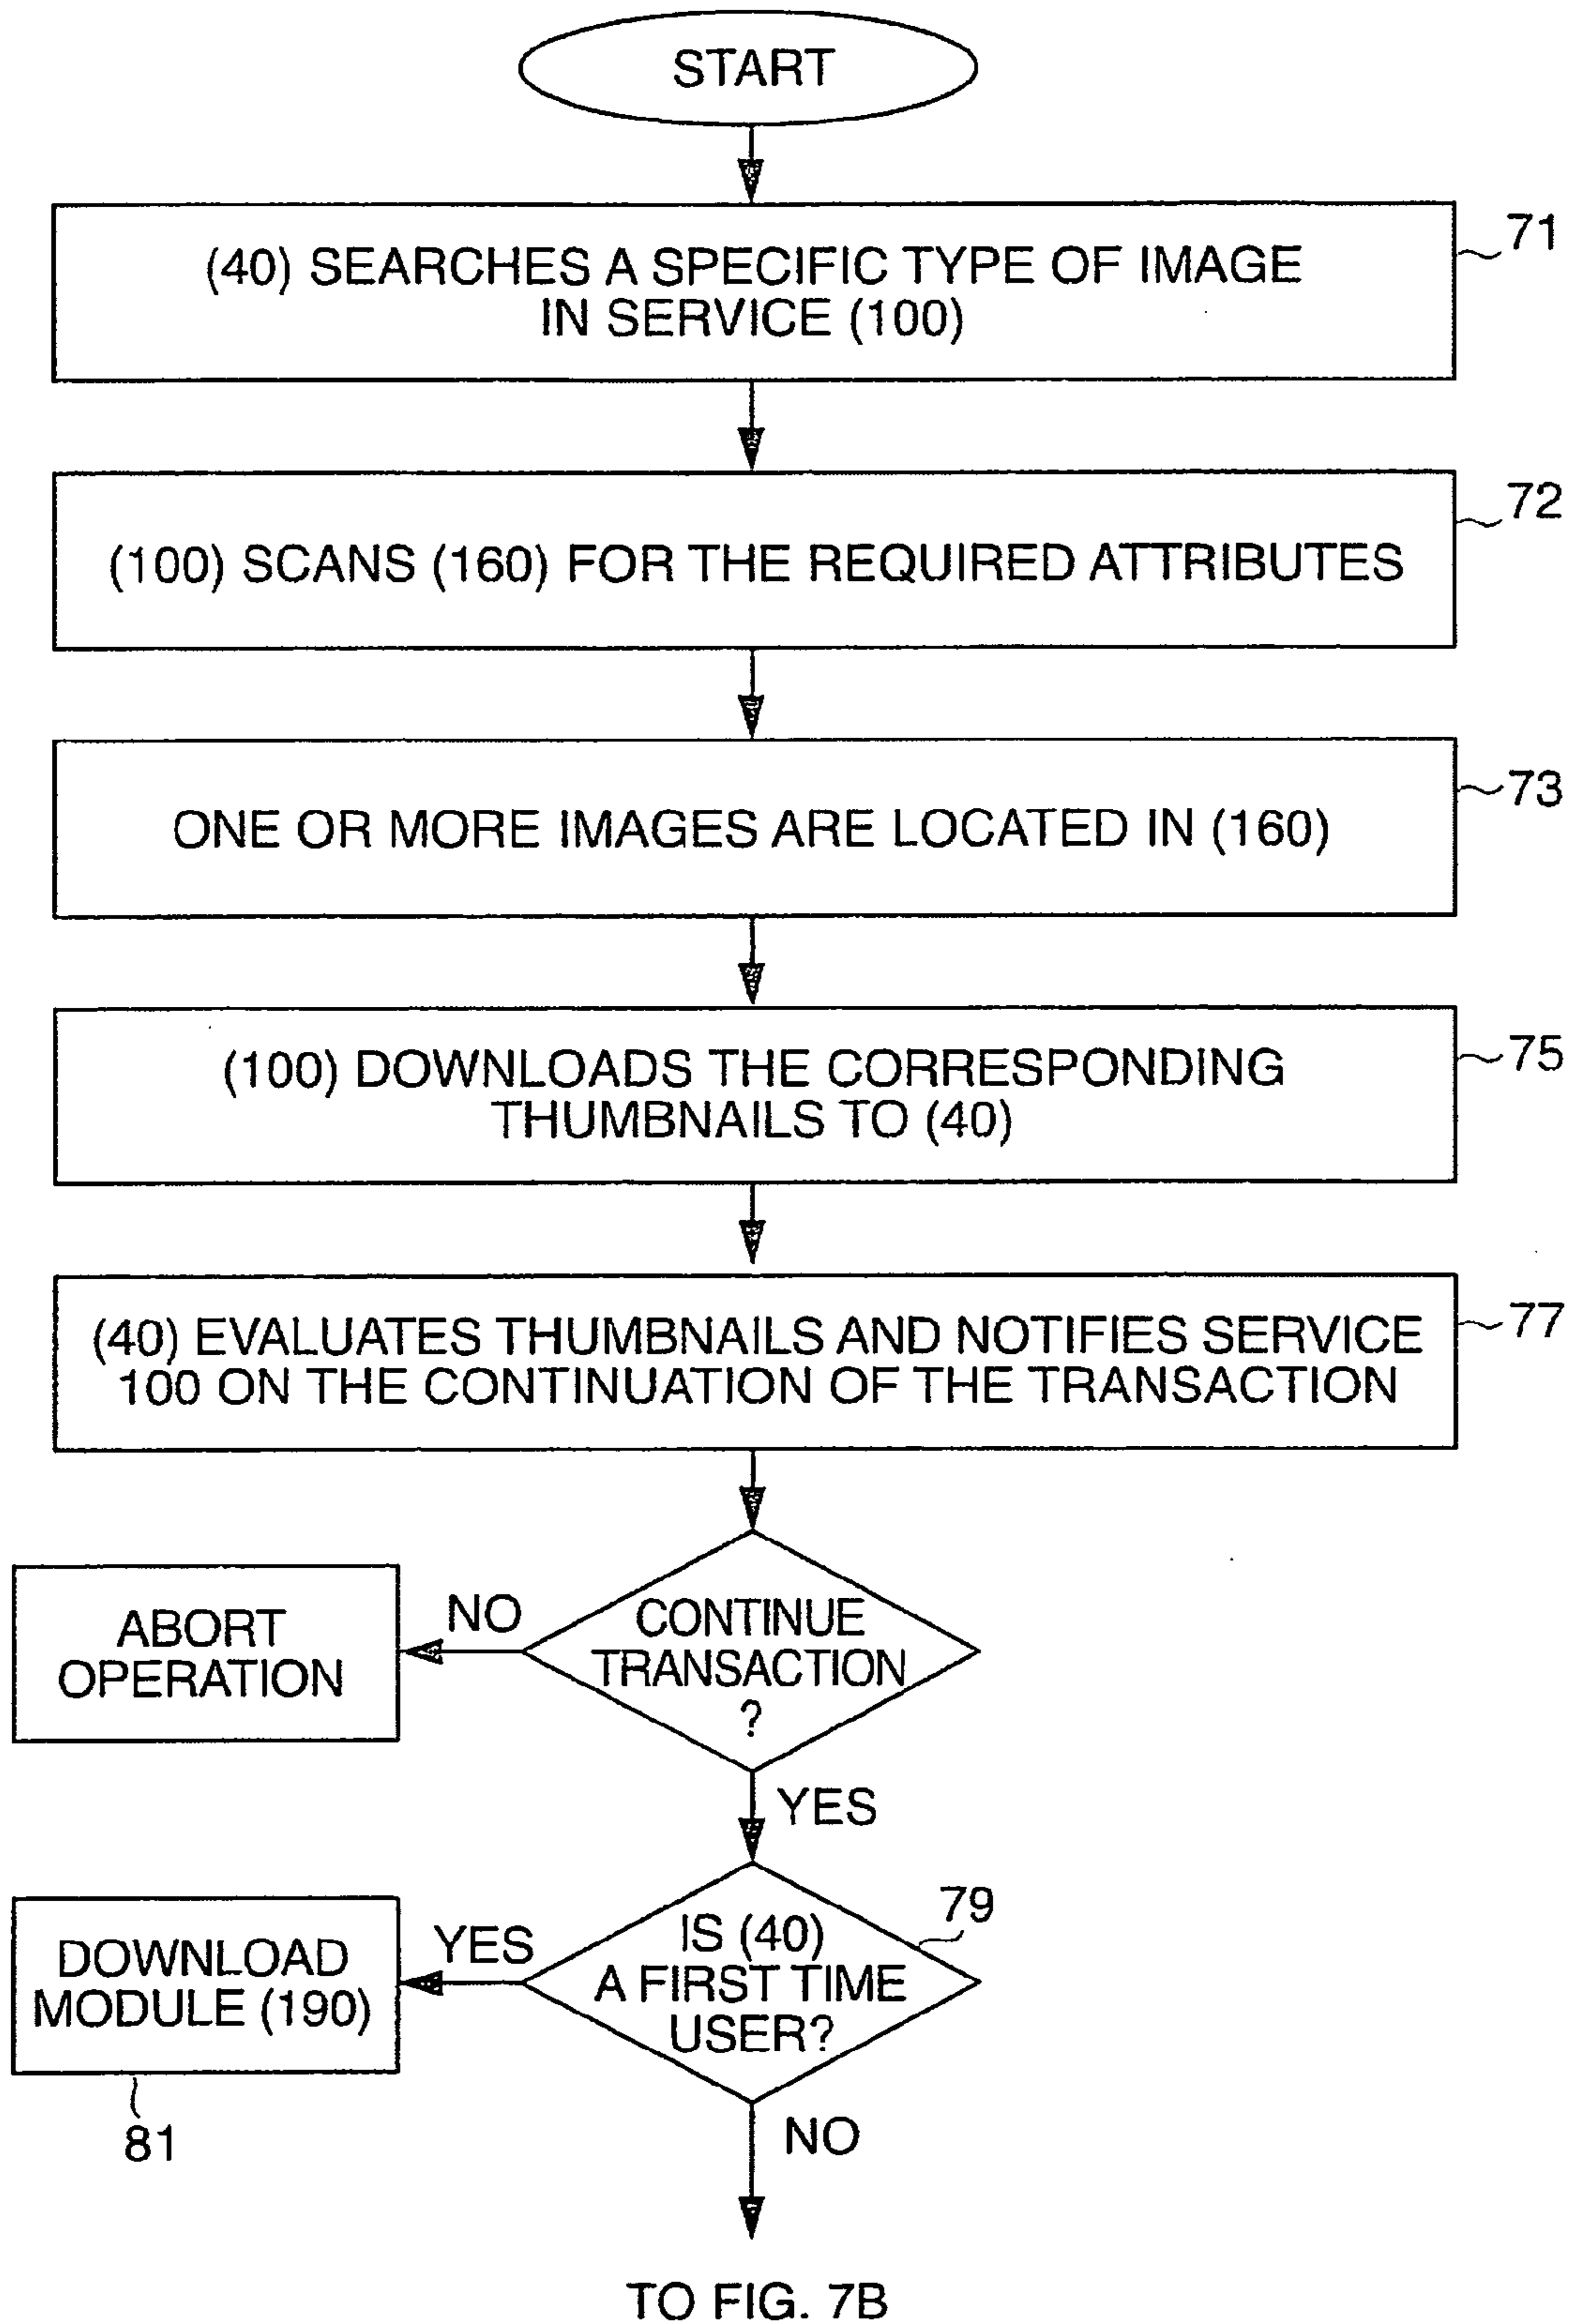 START
71
(40) SEARCHES A SPECIFIC TYPE OF IMAGE
IN SERVICE (100)
72
(100) SCANS (160) FOR THE REQUIRED ATTRIBUTES
73
ONE OR MORE IMAGES ARE LOCATED IN (160)
75
(100) DOWNLOADS THE CORRESPONDING
THUMBNAILS TO (40)
77
(40) EVALUATES THUMBNAILS AND NOTIFIES SERVICE
100 ON THE CONTINUATION OF THE TRANSACTION
CONTINUE
TRANSACTION
?
NO
ABORT
OPERATION
YES
79
IS (40)
A FIRST TIME
USER?
YES
DOWNLOAD
MODULE (190)
81
NO
TO FIG. 7B